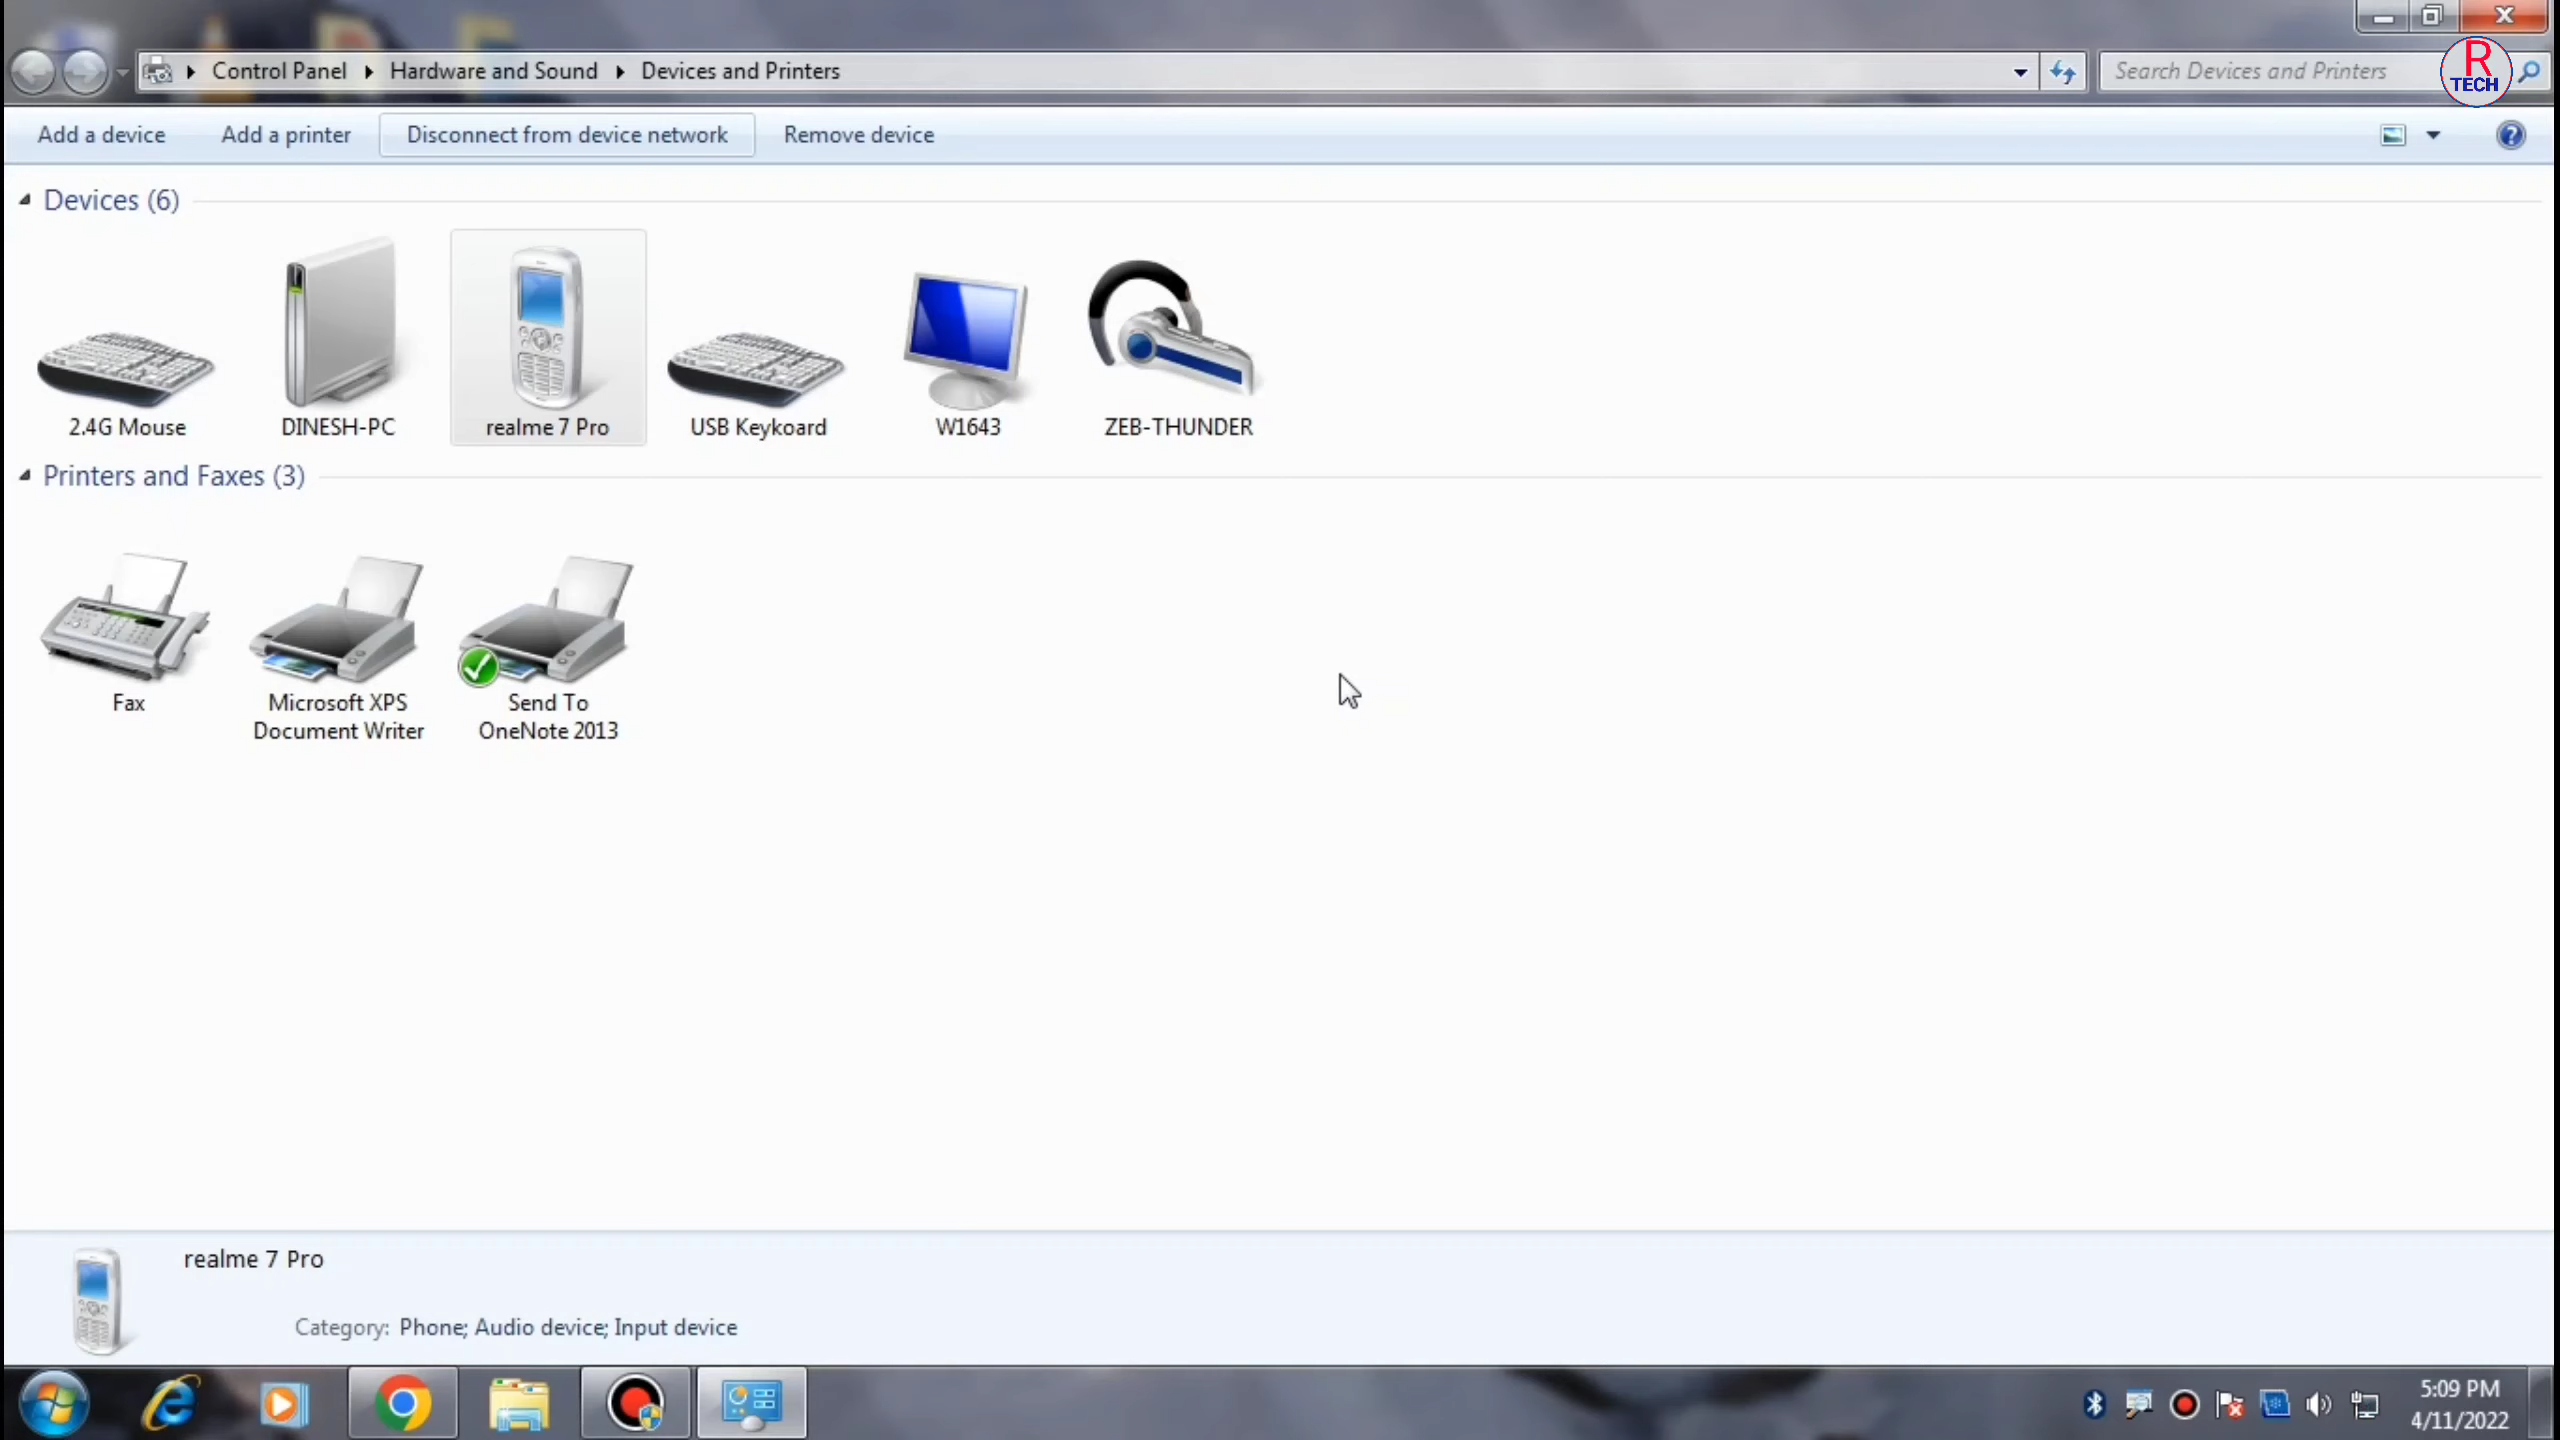 Control Panel Hardware and Sound Devices and Printers Search Devices and Printers
R
TECH
Add a device Add a printer Disconnect from device network Remove device
Devices (6)
2.4G Mouse DINESH-PC realme 7 Pro USB Keykoard W1643 ZEB-THUNDER
Printers and Faxes (3)
Fax Microsoft XPS Send To
Document Writer OneNote 2013
realme 7 Pro
Category: Phone; Audio device; Input device
5:09 PM
4/11/2022